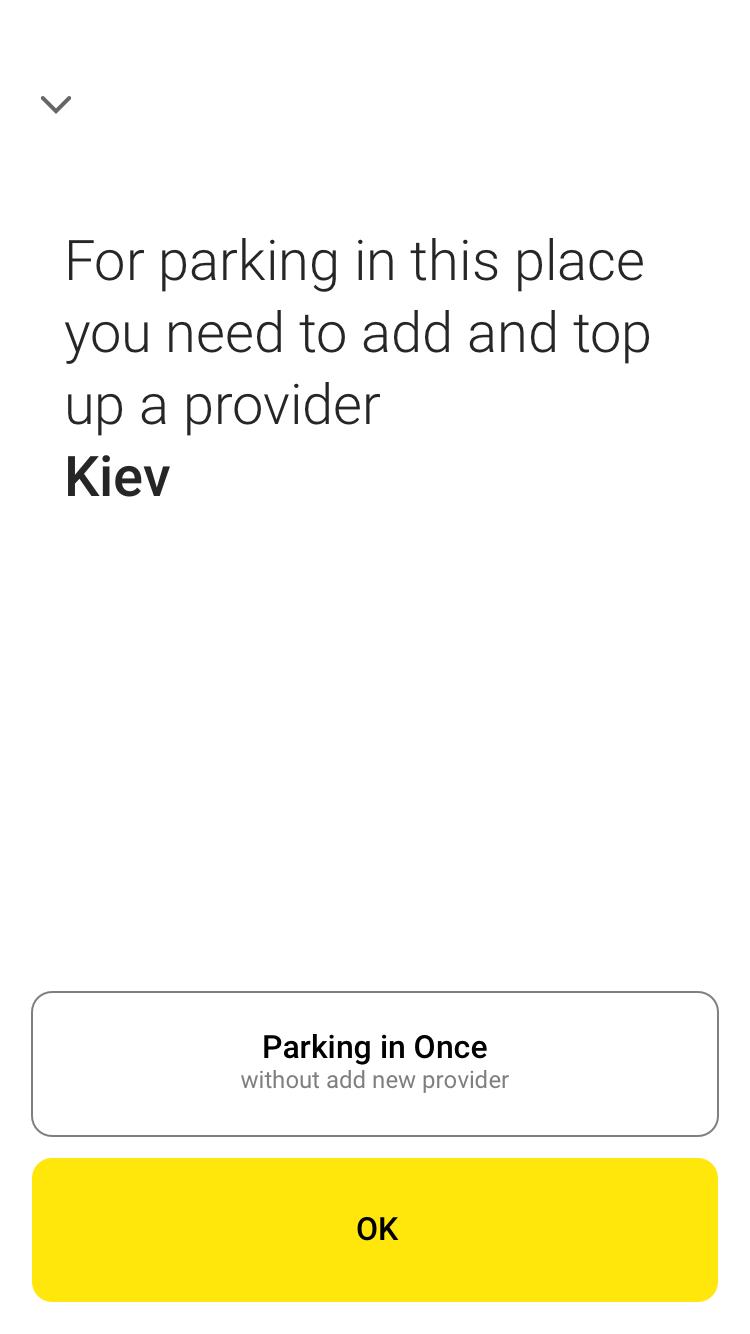 For parking in this place
you need to add and top
up a provider
Kiev
Parking in Once
without add new provider
OK